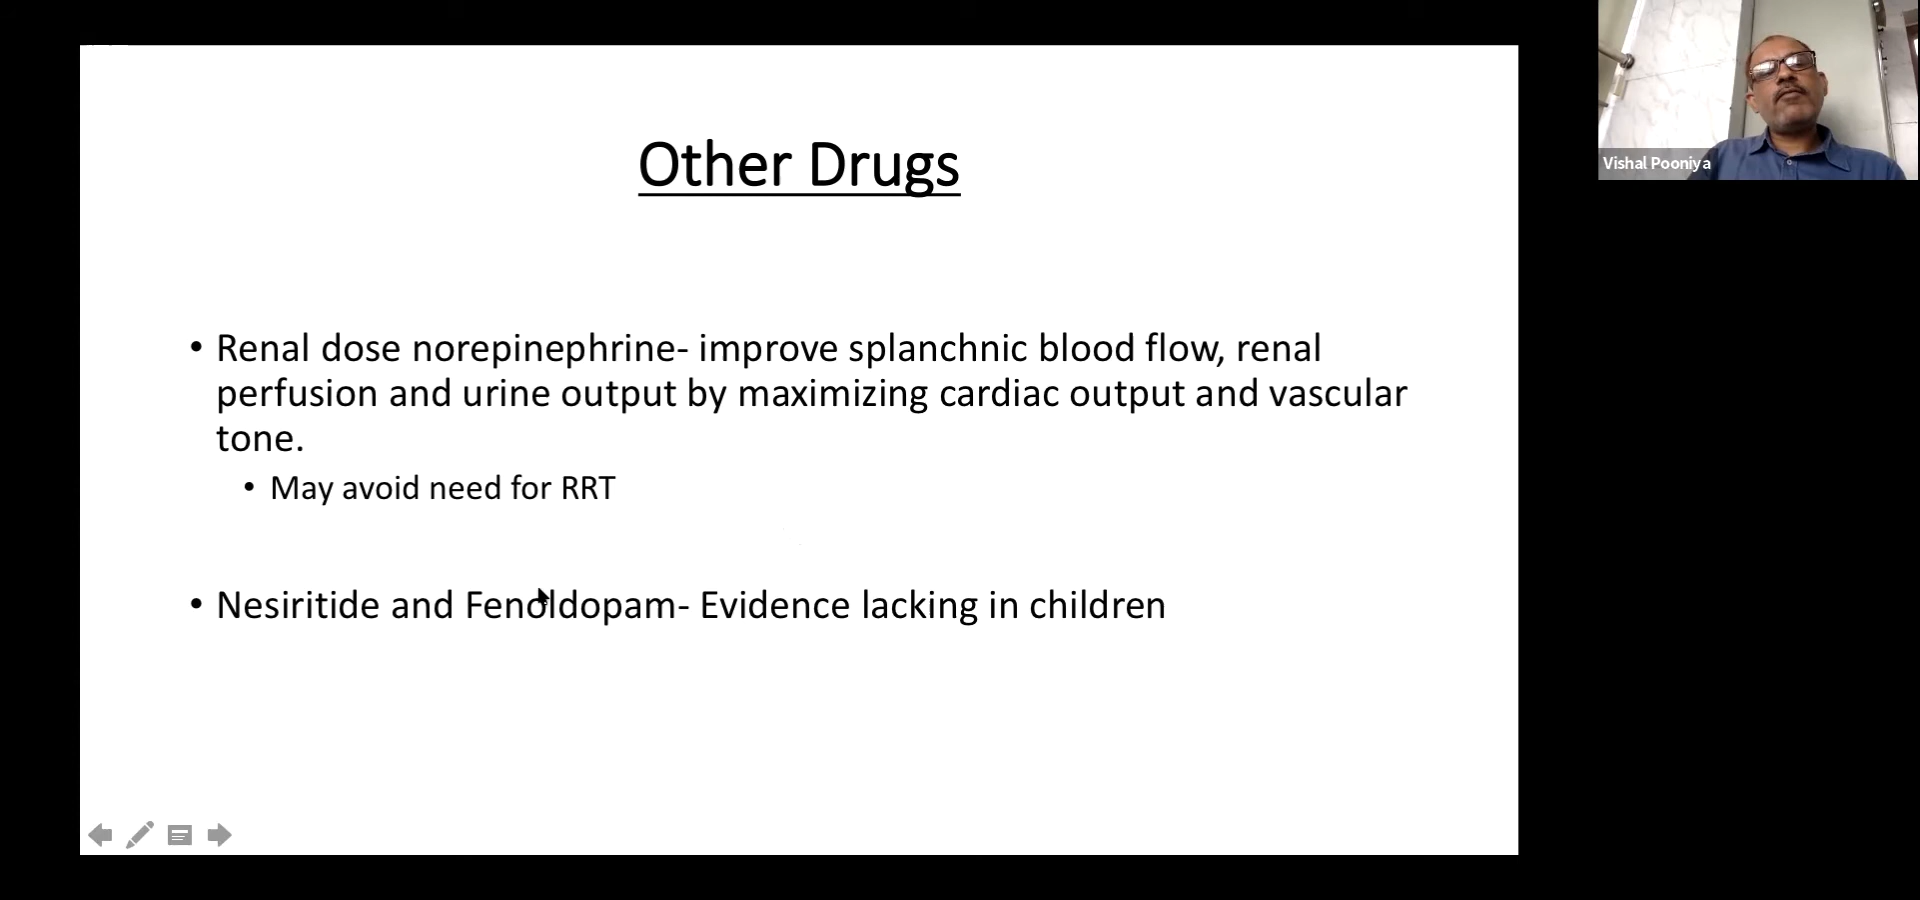 Other Drugs
• Renal dose norepinephrine- improve splanchnic blood flow, renal
perfusion and urine output by maximizing cardiac output and vascular
tone.
• May avoid need for RRT
• Nesiritide and Fenoldopam- Evidence lacking in children
Vishal Pooniya